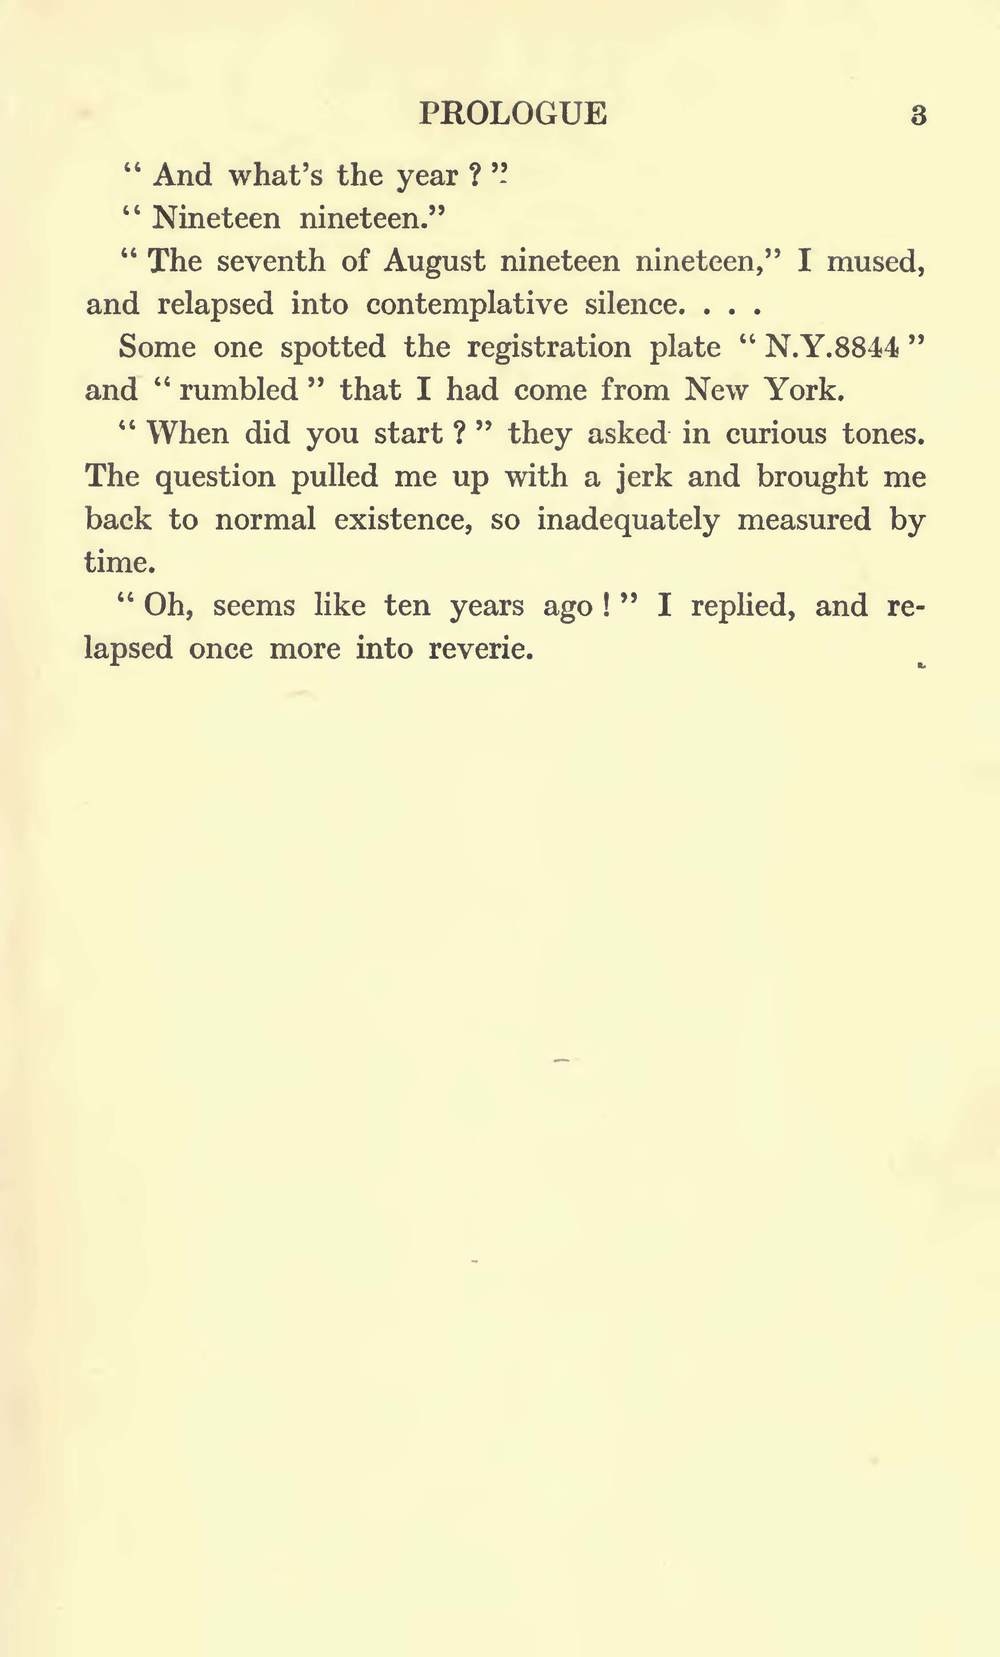 PROLOGUE 3
“ And what's the year ? ”
“ Nineteen nineteen.”
“ The seventh of August nineteen nineteen,” I mused,
and relapsed into contemplative silence. . . .
Some one spotted the registration plate “ N.Y.8844 ”
and “ rumbled ” that I had come from New York.
“ When did you start ? ” they asked in curious tones.
The question pulled me up with a jerk and brought me
back to normal existence, so inadequately measured by
time.
“ Oh, seems like ten years ago ! ” I replied, and re-
lapsed once more into reverie.